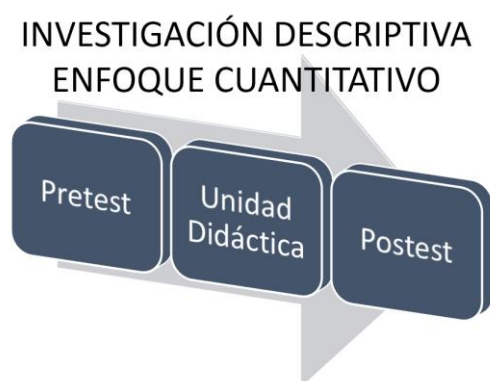 INVESTIGACIÓN DESCRIPTIVA
ENFOQUE CUANTITATIVO
Pretest
Unidad
Didáctica
Postest